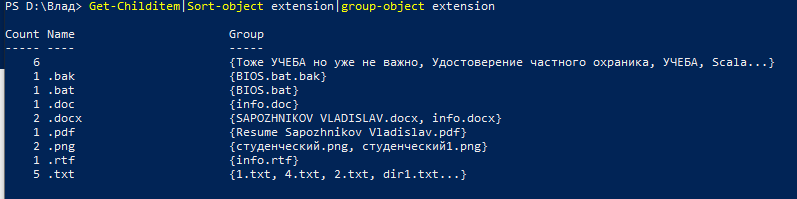 PS D:\Влад> Get-Childitem|Sort-object extension|group-object extension
Count Name Group
----- ---- -----
6 {Тоже УЧЕБА но уже не важно, Удостоверение частного охраника, УЧЕБА, Scala...}
1 .bak {BIOS.bat.bak}
1 .bat {BIOS.bat}
1 .doc {info.doc}
2 .docx {SAPOZHNIKOV VLADISLAV.docx, info.docx}
1 .pdf {Resume Sapozhnikov Vladislav.pdf}
2 .png {студенческий.png, студенческий1.png}
1 .rtf {info.rtf}
5 .txt {1.txt, 4.txt, 2.txt, dir1.txt...}